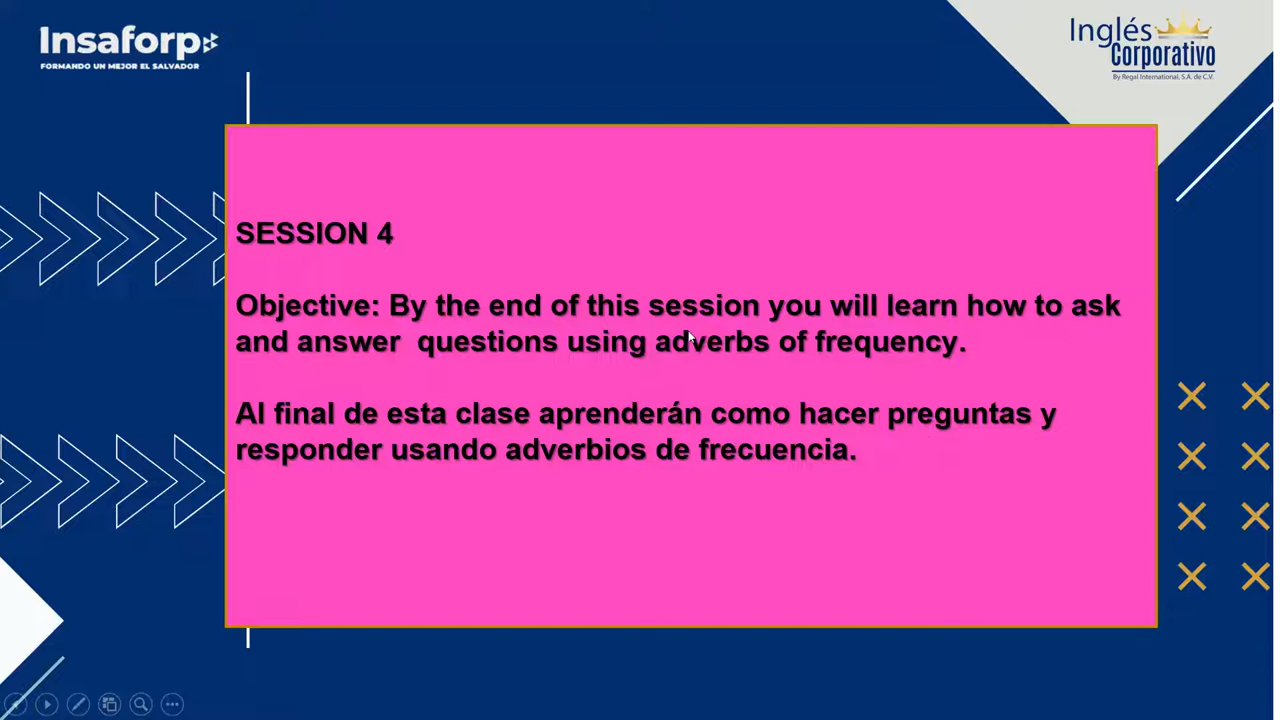 Insaforp
FORMANDO UN MEJOR EL SALVADOR
Inglés
Corporativo
By Regal International, S.A. de C.V.
SESSION 4
Objective: By the end of this session you will learn how to ask
and answer  questions using adverbs of frequency.
Al final de esta clase aprenderán como hacer preguntas y
responder usando adverbios de frecuencia.